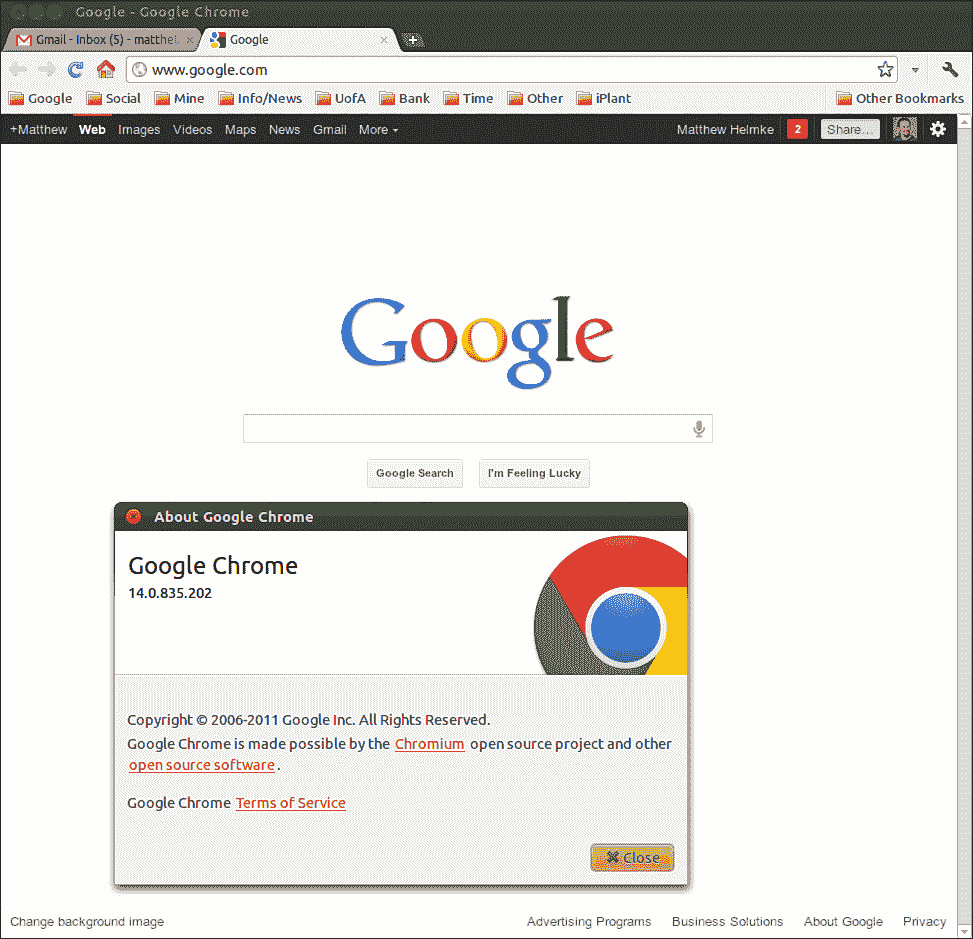 Google - Google Chrome
Gmail - Inbox (5) - matthel.
Google
www.google.com
Google Social Mine Info/News UofA Bank Time Other iPlant Other Bookmarks
+Matthew Web Images Videos Maps News Gmail More Matthew Helmke 2 Share...
Google
Google Search I'm Feeling Lucky
About Google Chrome
Google Chrome
14.0.835.202
Copyright © 2006-2011 Google Inc. All Rights Reserved.
Google Chrome is made possible by the Chromium open source project and other
open source software.
Google Chrome Terms of Service
Close
Change background image Advertising Programs Business Solutions About Google Privacy